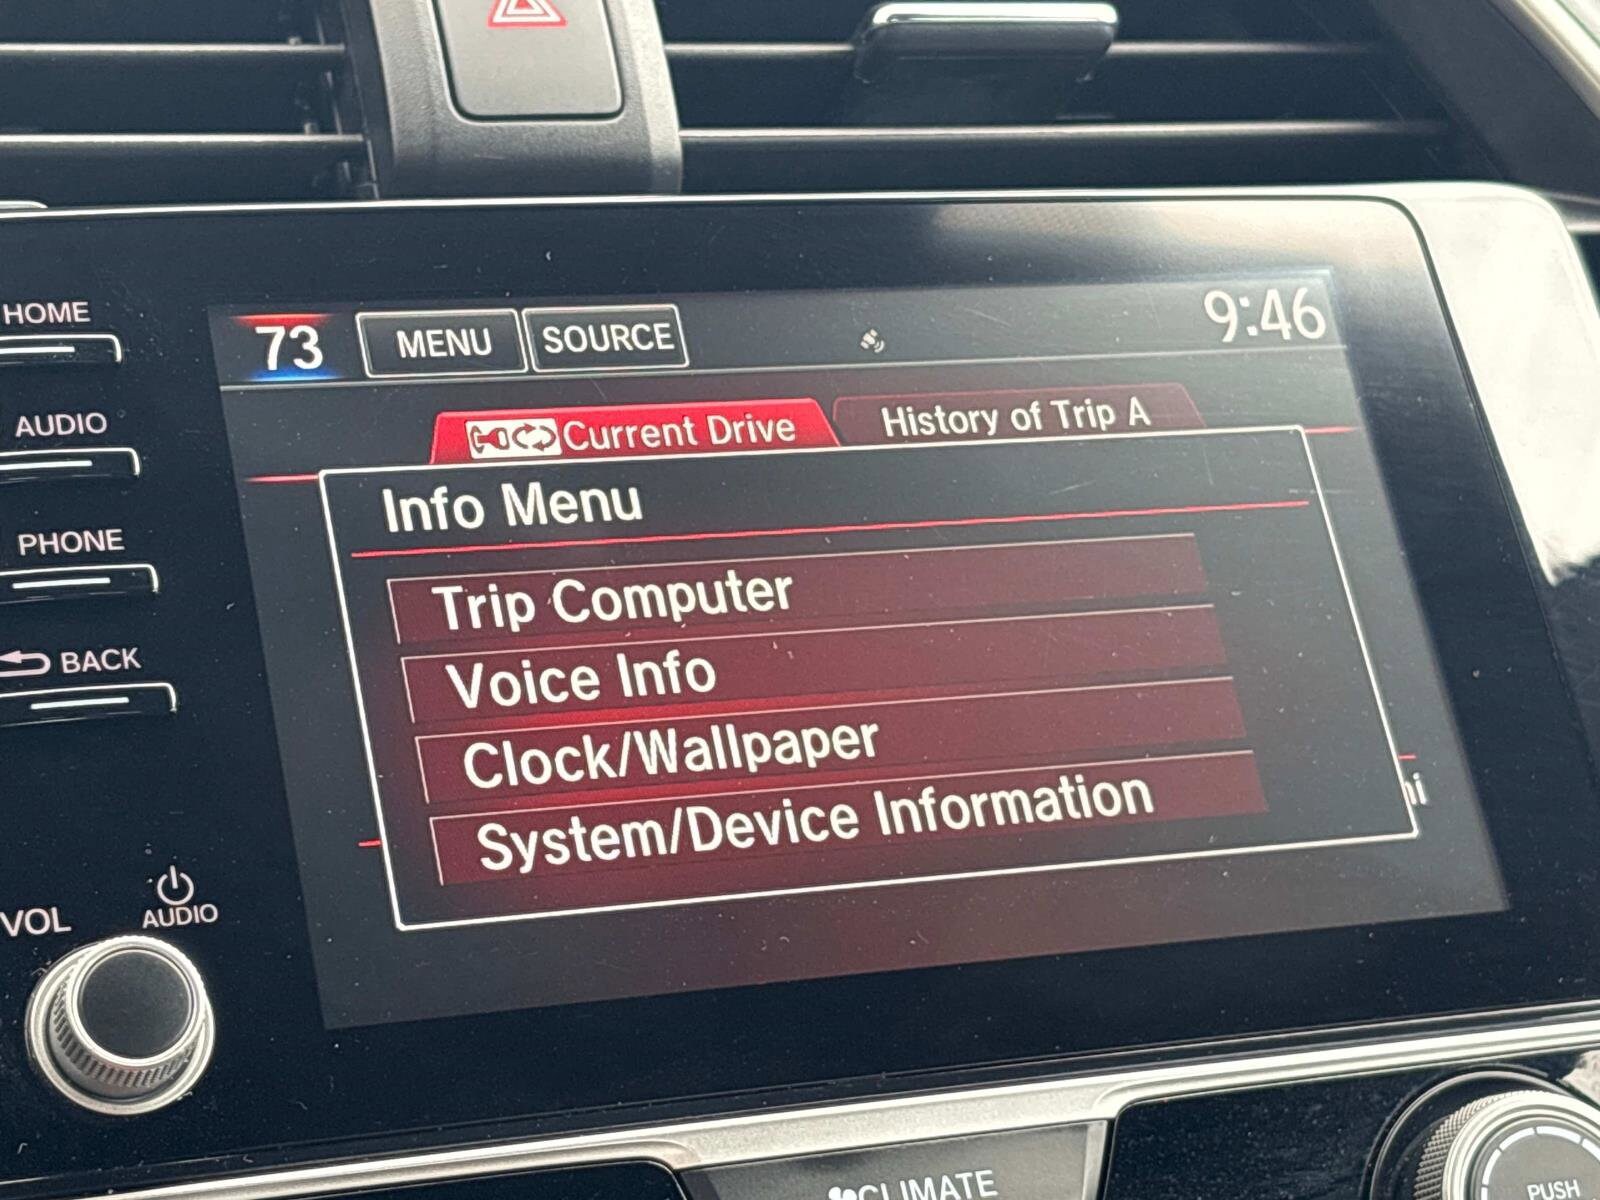 HOME
73 MENU SOURCE 9:46
AUDIO
Current Drive History of Trip A
Info Menu
PHONE
Trip Computer
BACK
Voice Info
Clock/Wallpaper
System/Device Information
VOL
AUDIO
CLIMATE
PUSH